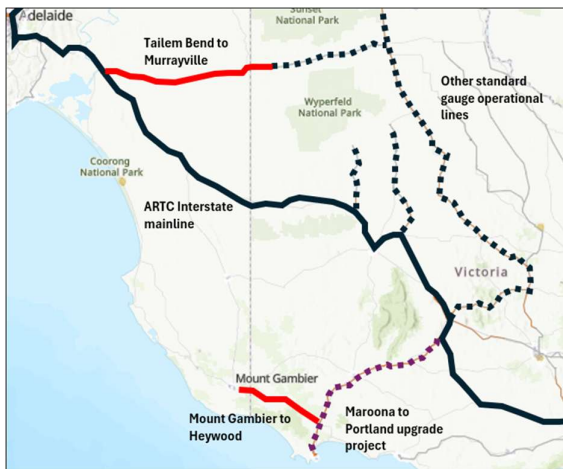 Adelaide
Sunset
National Park
Tailem Bend to
Murrayville
Other standard
gauge operational
lines
Wyperfeld
National Park
Coorong
National Park
ARTC Interstate
mainline
Victoria
Mount Gambier
Mount Gambier to
Heywood
Maroona to
Portland upgrade
project